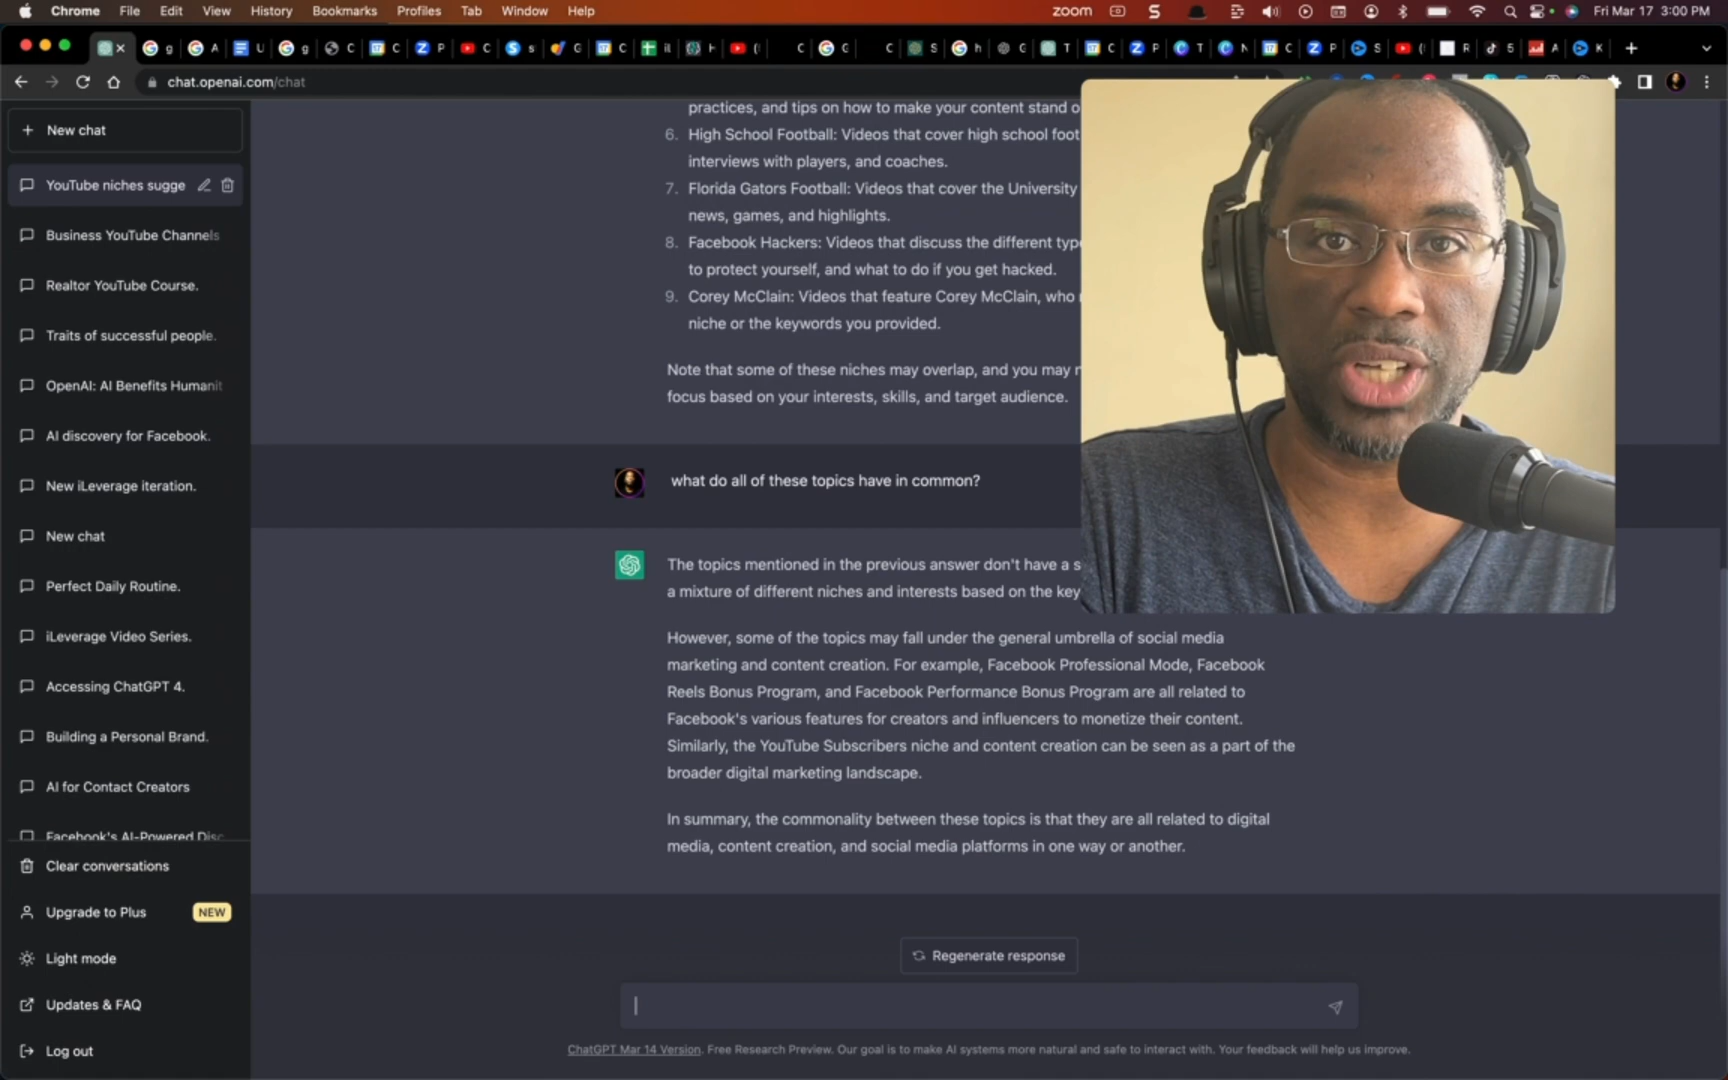 Chrome File Edit View History Bookmarks Profiles Tab Window Help zoom Fri Mar 17 3:00 PM
chat.openai.com/chat
+ New chat
YouTube niches sugge
Business YouTube Channels
Realtor YouTube Course.
Traits of successful people.
OpenAI: AI Benefits Humanit
AI discovery for Facebook.
New iLeverage iteration.
New chat
Perfect Daily Routine.
iLeverage Video Series.
Accessing ChatGPT 4.
Building a Personal Brand.
AI for Contact Creators
Facebook's AI-Powered Disc
Clear conversations
Upgrade to Plus NEW
Light mode
Updates & FAQ
Log out
practices, and tips on how to make your content stand o
6. High School Football: Videos that cover high school foot
interviews with players, and coaches.
7. Florida Gators Football: Videos that cover the University
news, games, and highlights.
8. Facebook Hackers: Videos that discuss the different type
to protect yourself, and what to do if you get hacked.
9. Corey McClain: Videos that feature Corey McClain, who
niche or the keywords you provided.
Note that some of these niches may overlap, and you may
focus based on your interests, skills, and target audience.
what do all of these topics have in common?
The topics mentioned in the previous answer don't have a s
a mixture of different niches and interests based on the key
However, some of the topics may fall under the general umbrella of social media
marketing and content creation. For example, Facebook Professional Mode, Facebook
Reels Bonus Program, and Facebook Performance Bonus Program are all related to
Facebook's various features for creators and influencers to monetize their content.
Similarly, the YouTube Subscribers niche and content creation can be seen as a part of the
broader digital marketing landscape.
In summary, the commonality between these topics is that they are all related to digital
media, content creation, and social media platforms in one way or another.
Regenerate response
ChatGPT Mar 14 Version. Free Research Preview. Our goal is to make AI systems more natural and safe to interact with. Your feedback will help us improve.